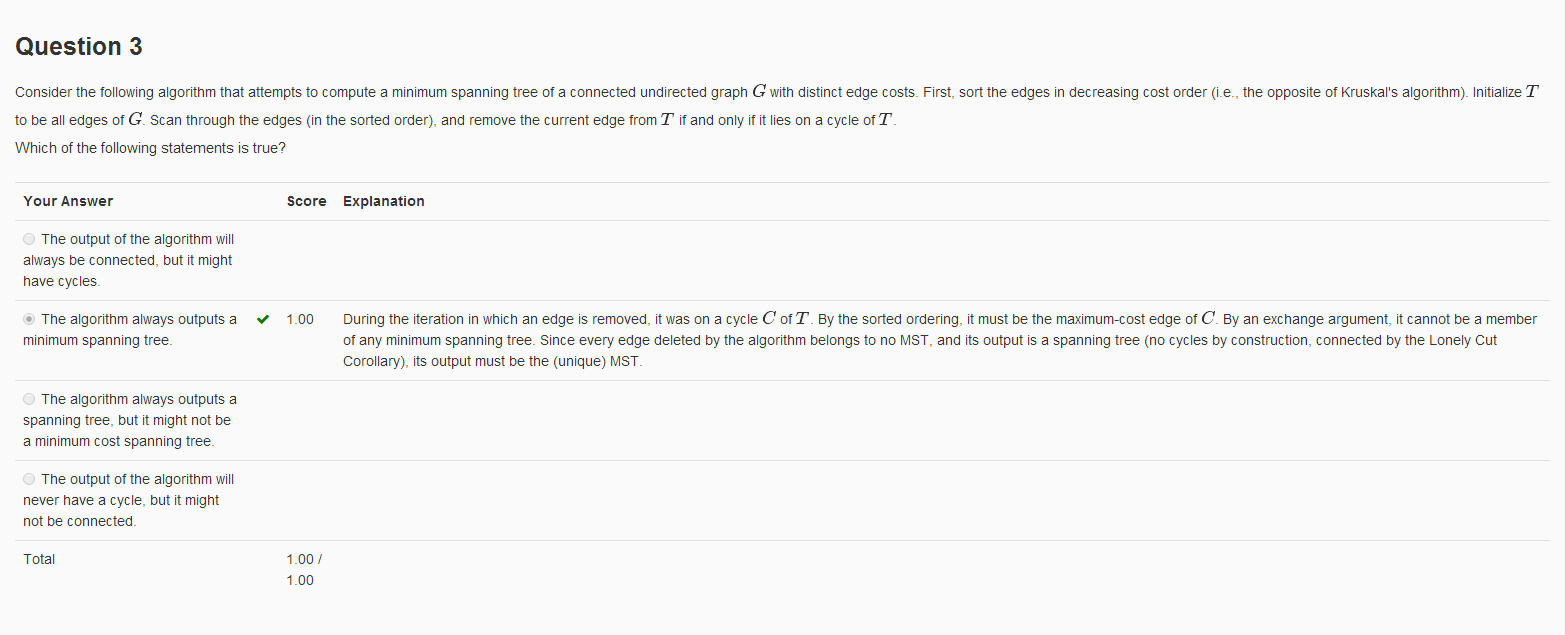 Question 3
Consider the following algorithm that attempts to compute a minimum spanning tree of a connected undirected graph G with distinct edge costs. First, sort the edges in decreasing cost order (i.e., the opposite of Kruskal's algorithm). Initialize T
to be all edges of G. Scan through the edges (in the sorted order), and remove the current edge from T if and only if it lies on a cycle of T.
Which of the following statements is true?
Your Answer Score Explanation
The output of the algorithm will
always be connected, but it might
have cycles.
The algorithm always outputs a 1.00 During the iteration in which an edge is removed, it was on a cycle C of T. By the sorted ordering, it must be the maximum-cost edge of C. By an exchange argument, it cannot be a member
minimum spanning tree. of any minimum spanning tree. Since every edge deleted by the algorithm belongs to no MST, and its output is a spanning tree (no cycles by construction, connected by the Lonely Cut
Corollary), its output must be the (unique) MST.
The algorithm always outputs a
spanning tree, but it might not be
a minimum cost spanning tree.
The output of the algorithm will
never have a cycle, but it might
not be connected.
Total 1.00 /
1.00